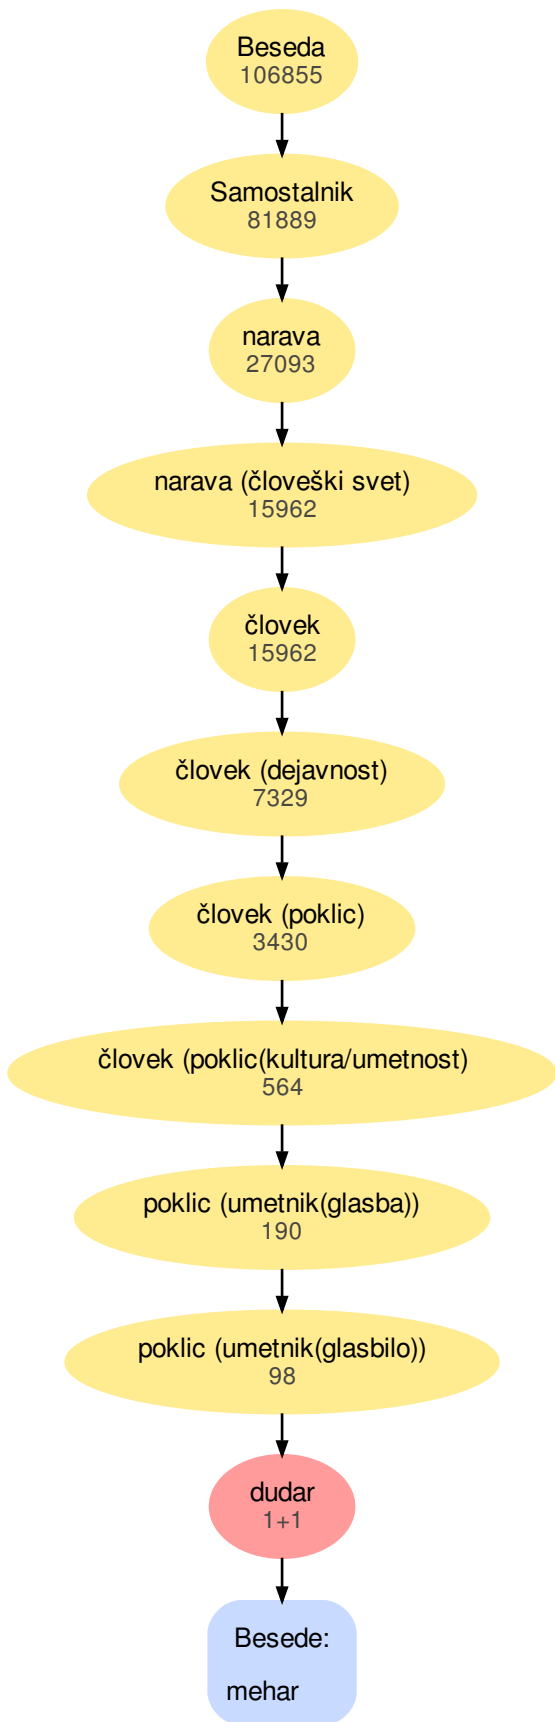 Beseda
106855
Samostalnik
81889
narava
27093
narava (človeški svet)
15962
človek
15962
človek (dejavnost)
7329
človek (poklic)
3430
človek (poklic(kultura/umetnost)
564
poklic (umetnik(glasba))
190
poklic (umetnik(glasbilo))
98
dudar
1+1
Besede:
mehar